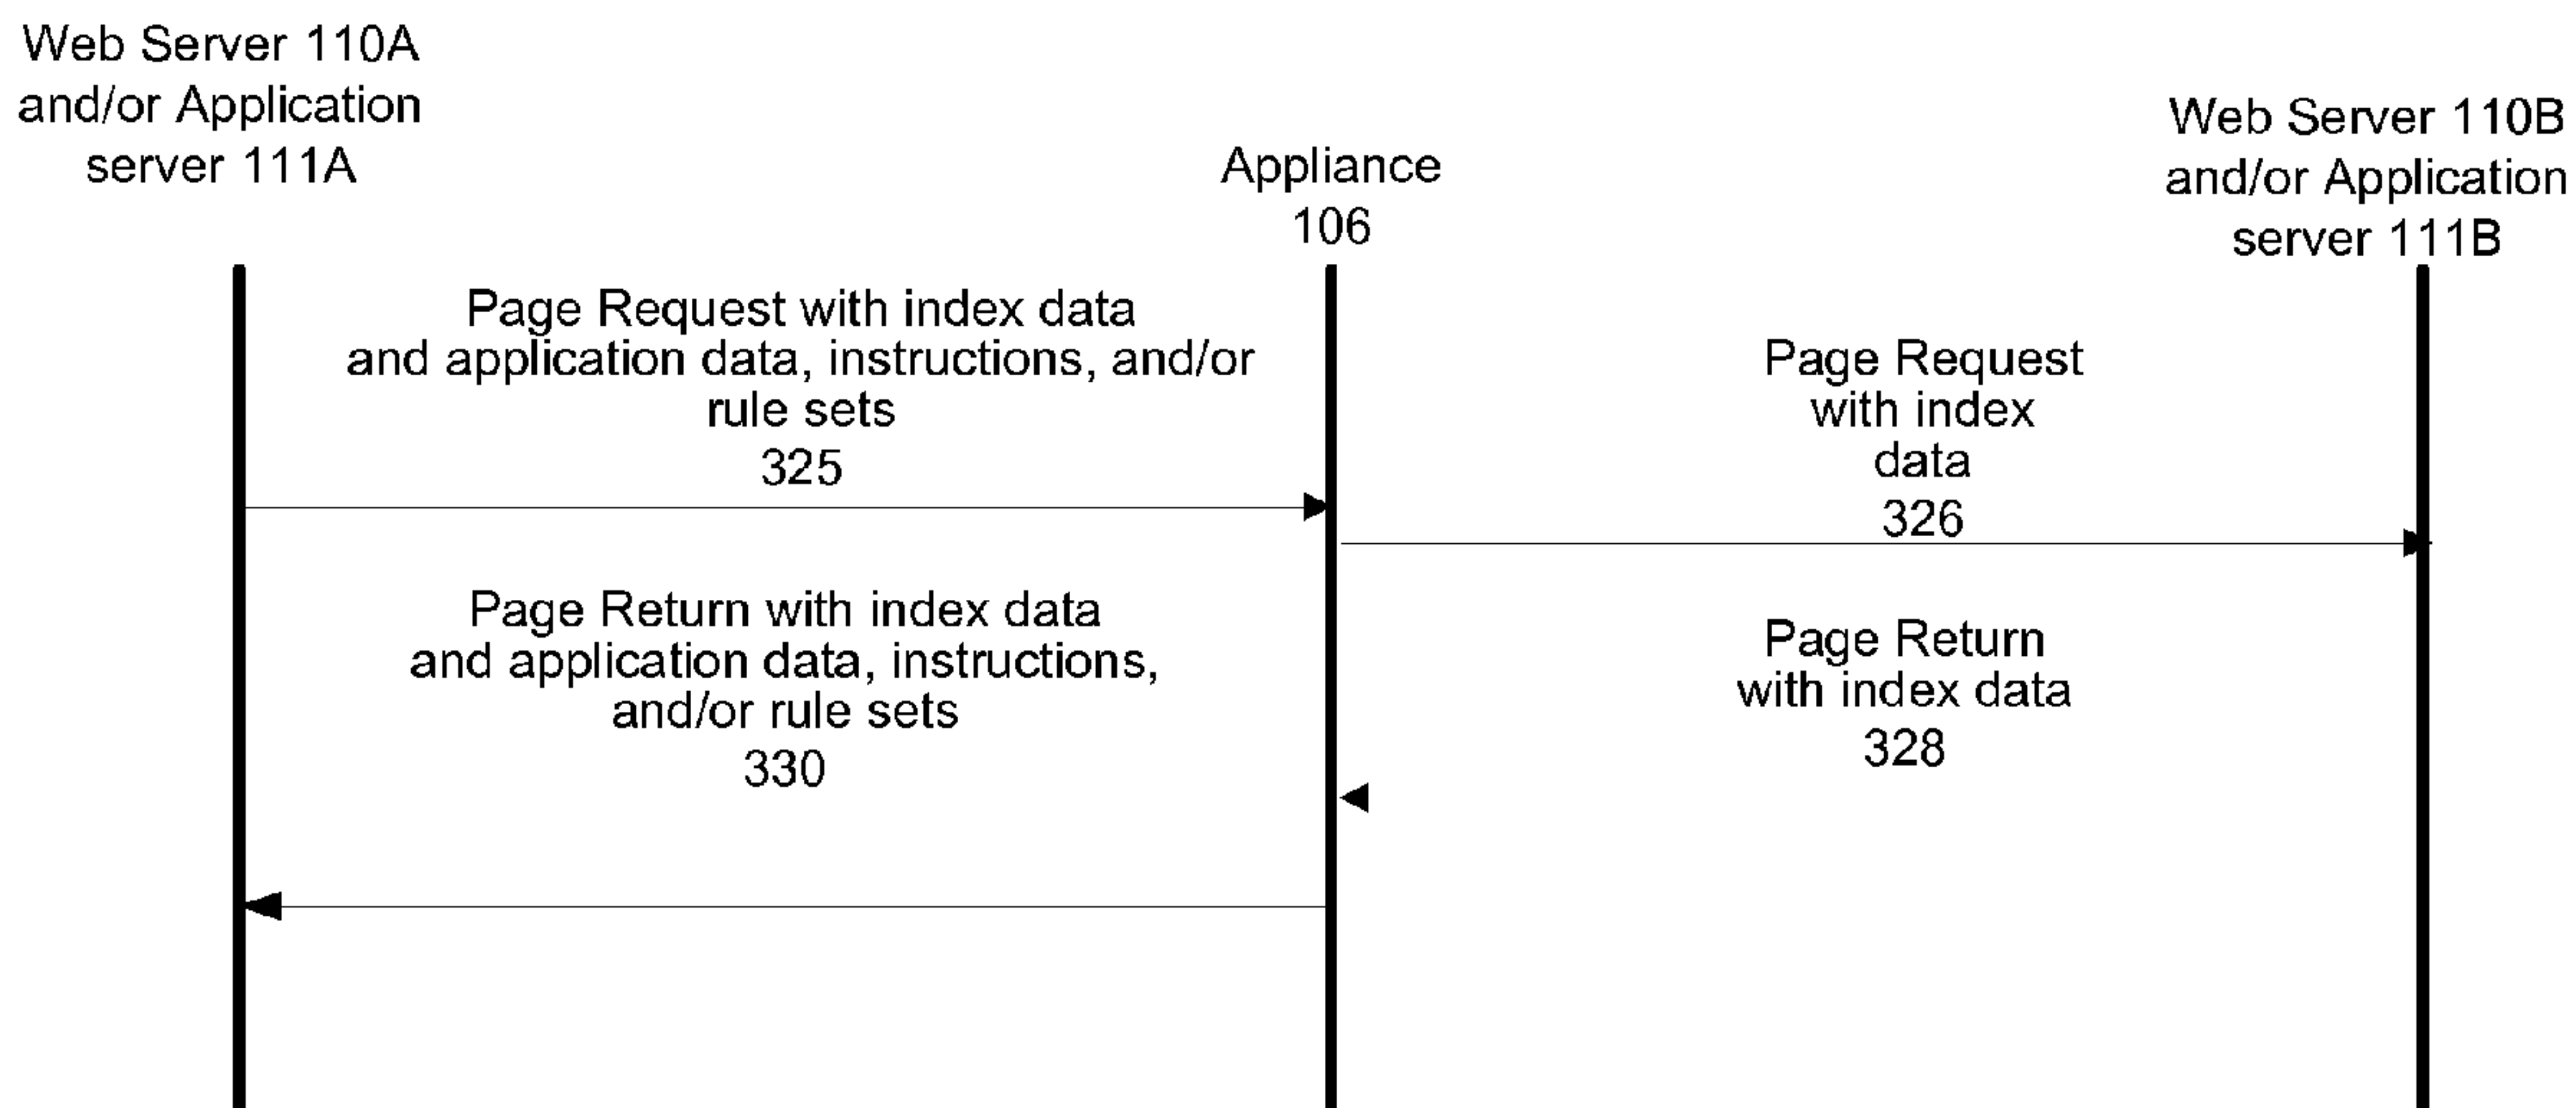 Web Server 110A
and/or Application
server 111A
Appliance
106
Web Server 110B
and/or Application
server 111B
Page Request with index data
and application data, instructions, and/or
rule sets
325
Page Request
with index
data
326
Page Return with index data
and application data, instructions,
and/or rule sets
330
Page Return
with index data
328